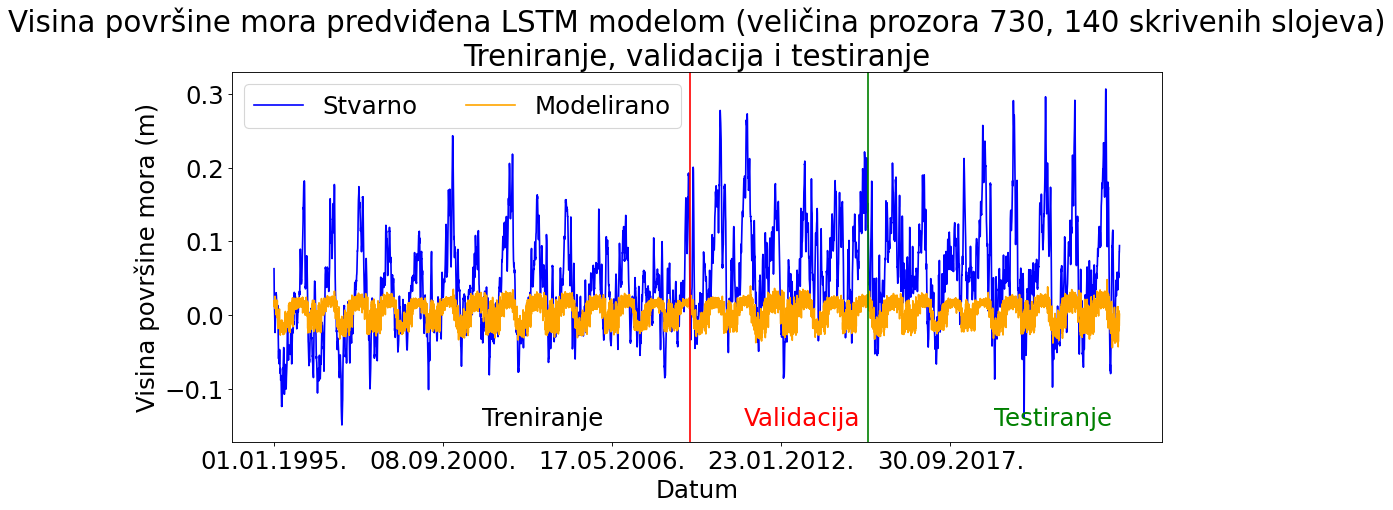 Visina površine mora predviđena LSTM modelom (veličina prozora 730, 140 skrivenih slojeva)
Treniranje, validacija i testiranje
Stvarno Modelirano
Visina površine mora (m)
0.3
0.2
0.1
0.0
−0.1
Treniranje Validacija Testiranje
01.01.1995. 08.09.2000. 17.05.2006. 23.01.2012. 30.09.2017.
Datum